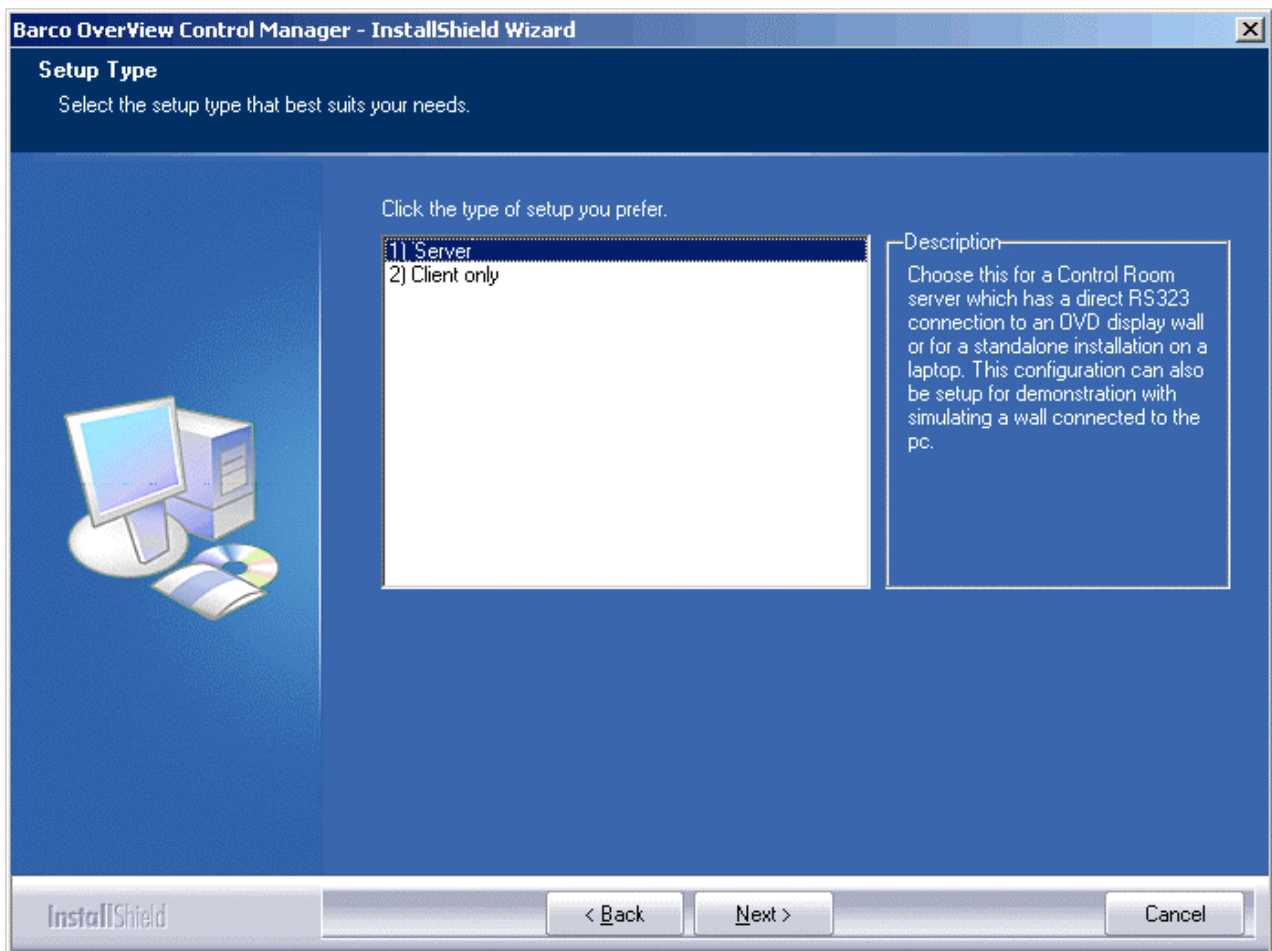 Barco OverView Control Manager - InstallShield Wizard
Setup Type
Select the setup type that best suits your needs.
Click the type of setup you prefer.
1) Server
2) Client only
Description
Choose this for a Control Room
server which has a direct RS323
connection to an OVD display wall
or for a standalone installation on a
laptop. This configuration can also
be setup for demonstration with
simulating a wall connected to the
pc.
InstallShield
< Back
Next >
Cancel